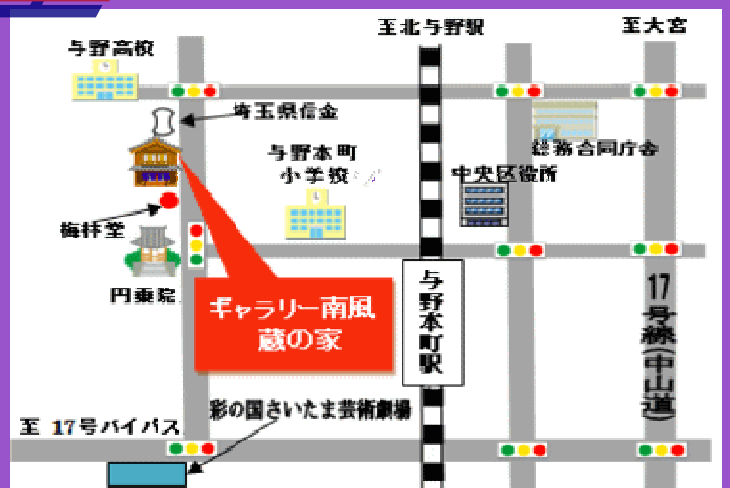 至北与野駅
至大宮
与野高校
埼玉県信金
総務合同庁舎
与野本町
小学校
中央区役所
梅林堂
円乗院
ギャラリー南風
蔵の家
与野本町駅
17号線(中山道)
彩の国さいたま芸術劇場
至 17号バイパス